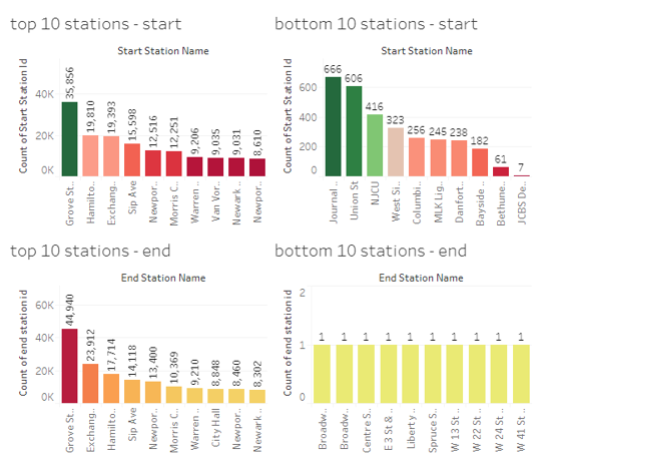 top 10 stations - start
Start Station Name
Count of Start Station Id
40K
20K
0K
35,856
19,810
19,393
15,598
12,516
12,251
9,206
9,035
9,031
8,610
Grove St..
Hamilto..
Exchang..
Sip Ave
Newpor..
Morris C..
Warren ..
Van Vor..
Newark ..
Newpor..
bottom 10 stations - start
Start Station Name
Count of Start Station Id
600
400
200
0
666
606
416
323
256
245
238
182
61
7
Journal ..
Union St
NJCU
West Si..
Columbi..
MLK Lig..
Danfort..
Bayside ..
Bethune..
JCBS De..
top 10 stations - end
End Station Name
Count of end station id
60K
40K
20K
0K
44,940
23,912
17,714
14,118
13,400
10,369
9,210
8,848
8,460
8,302
Grove St..
Exchang..
Hamilto..
Sip Ave
Newpor..
Morris C..
Warren ..
City Hall
Newpor..
Newark ..
bottom 10 stations - end
End Station Name
Count of end station id
2
1
0
1
1
1
1
1
1
1
1
1
1
Broadw..
Broadw..
Centre S..
E 3 St & ..
Liberty ..
Spruce S..
W 13 St ..
W 22 St ..
W 24 St ..
W 41 St ..